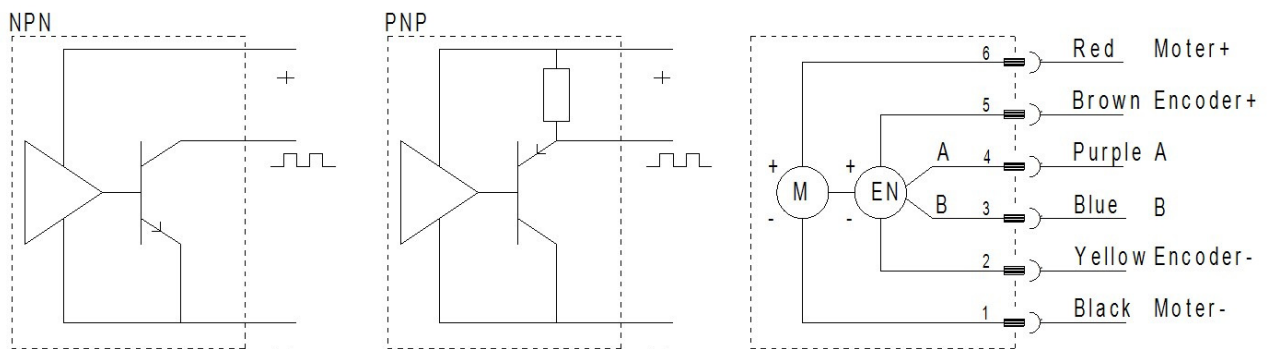 NPN
+
PNP
+
6 Red Moter+
5 Brown Encoder+
A 4 Purple A
+ M - + EN -
B 3 Blue B
2 Yellow Encoder-
1 Black Moter-